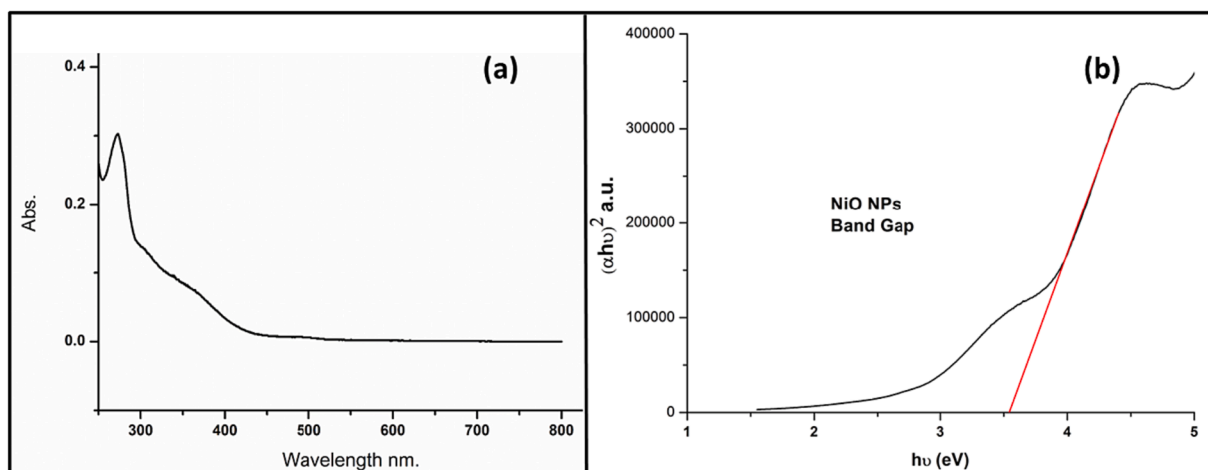 (a)
0.4
0.2
0.0
Abs.
300
400
500
600
700
800
Wavelength nm.
(b)
400000
300000
200000
100000
0
(αhυ)² a.u.
NiO NPs
Band Gap
1
2
3
4
5
hυ (eV)